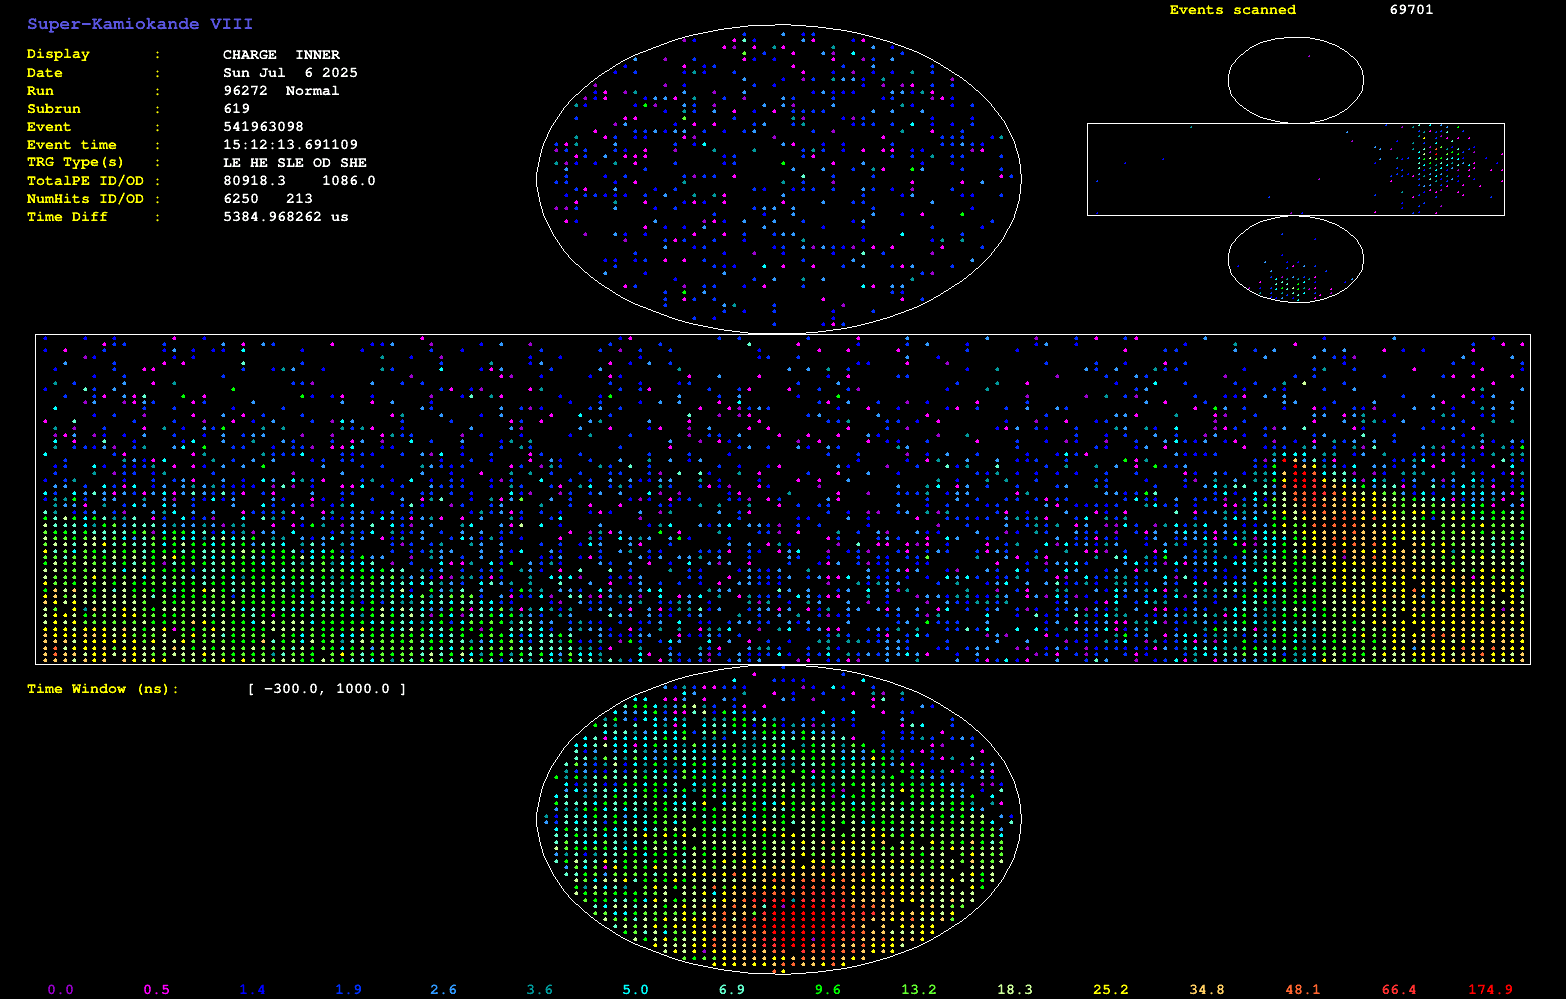 Super-Kamiokande VIII
Events scanned 69701
Display : CHARGE INNER
Date : Sun Jul 6 2025
Run : 96272 Normal
Subrun : 619
Event : 541963098
Event time : 15:12:13.691109
TRG Type(s) : LE HE SLE OD SHE
TotalPE ID/OD : 80918.3 1086.0
NumHits ID/OD : 6250 213
Time Diff : 5384.968262 us
Time Window (ns): [ -300.0, 1000.0 ]
0.0 0.5 1.4 1.9 2.6 3.6 5.0 6.9 9.6 13.2 18.3 25.2 34.8 48.1 66.4 174.9